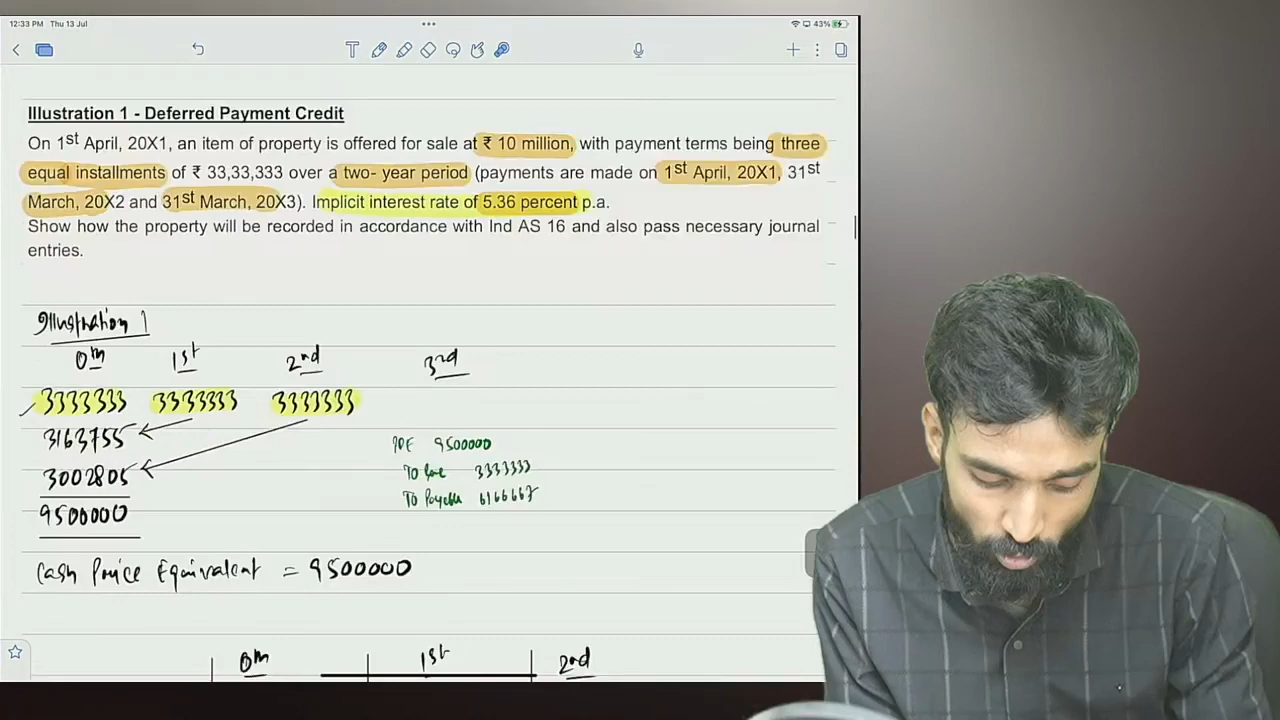 12:33 PM Thu 13 Jul
43%
Illustration 1 - Deferred Payment Credit
On 1st April, 20X1, an item of property is offered for sale at ₹ 10 million, with payment terms being three
equal installments of ₹ 33,33,333 over a two- year period (payments are made on 1st April, 20X1, 31st
March, 20X2 and 31st March, 20X3). Implicit interest rate of 5.36 percent p.a.
Show how the property will be recorded in accordance with Ind AS 16 and also pass necessary journal
entries.
Illustration 1
0th 1st 2nd 3rd
3333333 3333333 3333333
3163755
3002805
9500000
PPE 9500000
To 3333333
To Payable 6166667
Cash Price Equivalent = 9500000
0th 1st 2nd